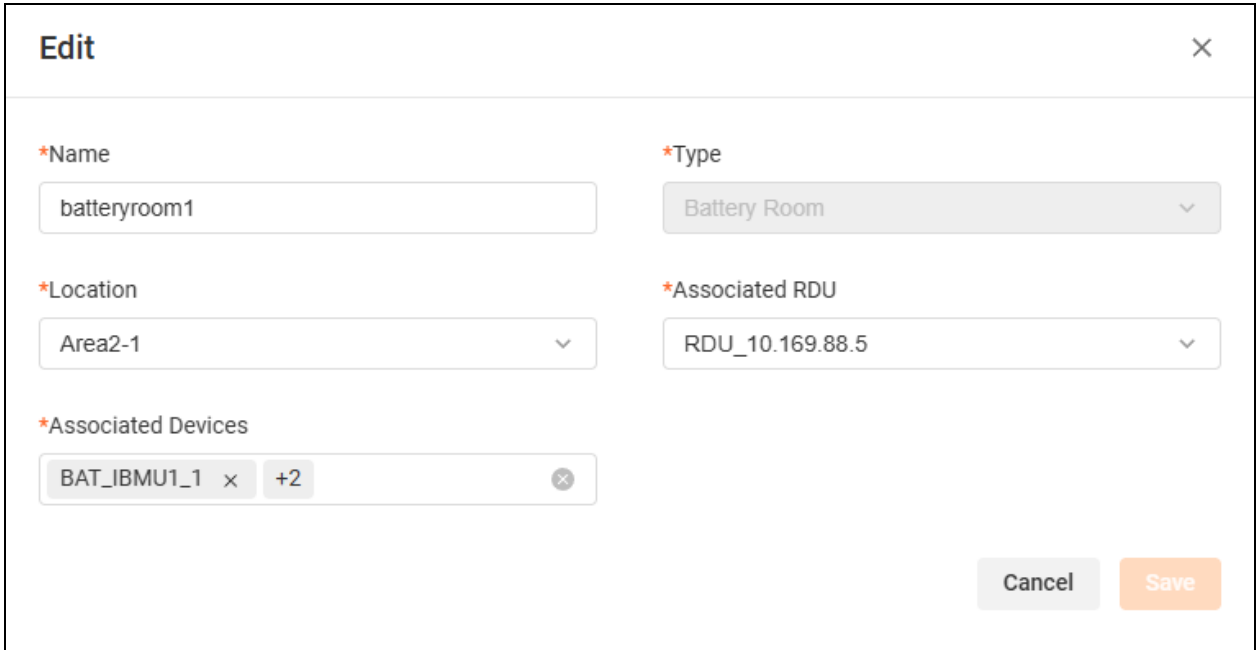 Edit
*Name
*Type
batteryroom1
Battery Room
*Location
*Associated RDU
Area2-1
RDU_10.169.88.5
*Associated Devices
BAT_IBMU1_1 × +2
Cancel
Save